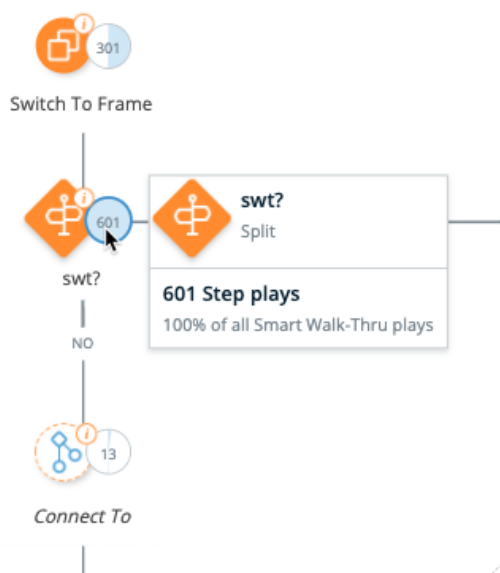 i
301
Switch To Frame
i
601
swt?
Split
swt?
601 Step plays
100% of all Smart Walk-Thru plays
NO
i
13
Connect To